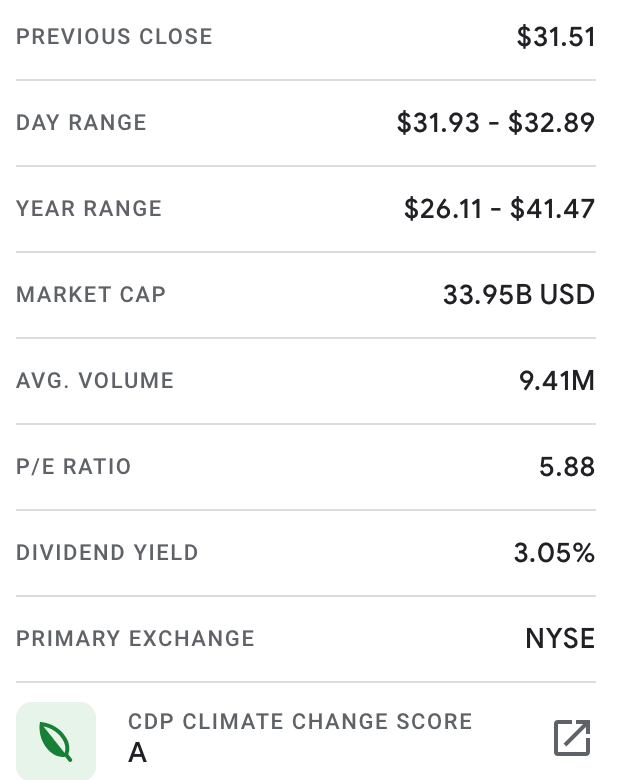 PREVIOUS CLOSE $31.51
DAY RANGE $31.93 - $32.89
YEAR RANGE $26.11 - $41.47
MARKET CAP 33.95B USD
AVG. VOLUME 9.41M
P/E RATIO 5.88
DIVIDEND YIELD 3.05%
PRIMARY EXCHANGE NYSE
CDP CLIMATE CHANGE SCORE
A